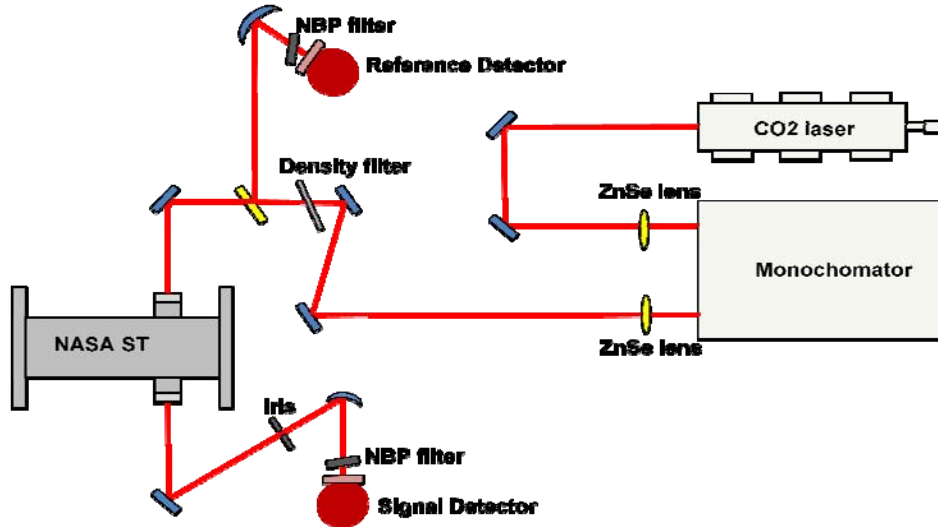 NBP filter
Reference Detector
CO2 laser
Density filter
ZnSe lens
Monochomator
NASA ST
ZnSe lens
Iris
NBP filter
Signal Detector